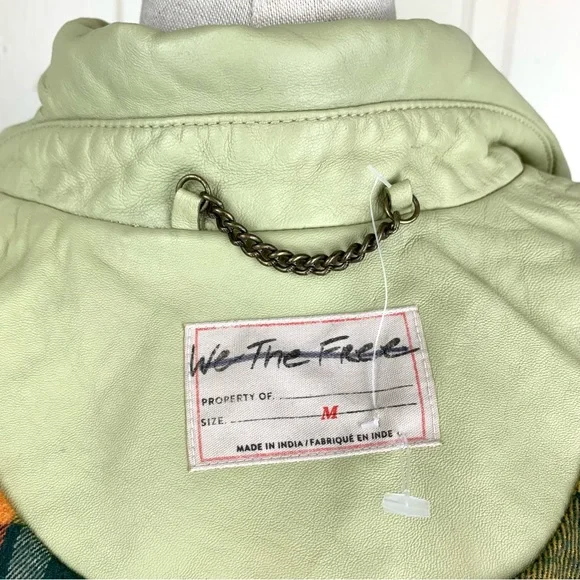 We The Free
PROPERTY OF.
SIZE. M
MADE IN INDIA / FABRIQUÉ EN INDE